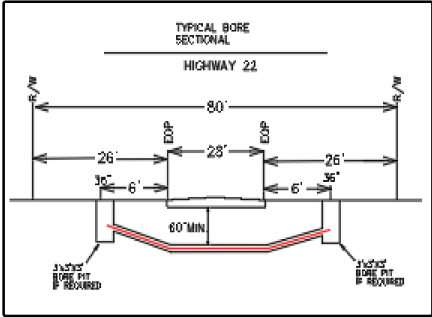 TYPICAL BORE
SECTIONAL
HIGHWAY 22
R/W
R/W
80'
EOP
EOP
26'
28'
26'
36"
6'
6'
36"
60"MIN.
3'x3'x3'
BORE PIT
IF REQUIRED
3'x3'x3'
BORE PIT
IF REQUIRED